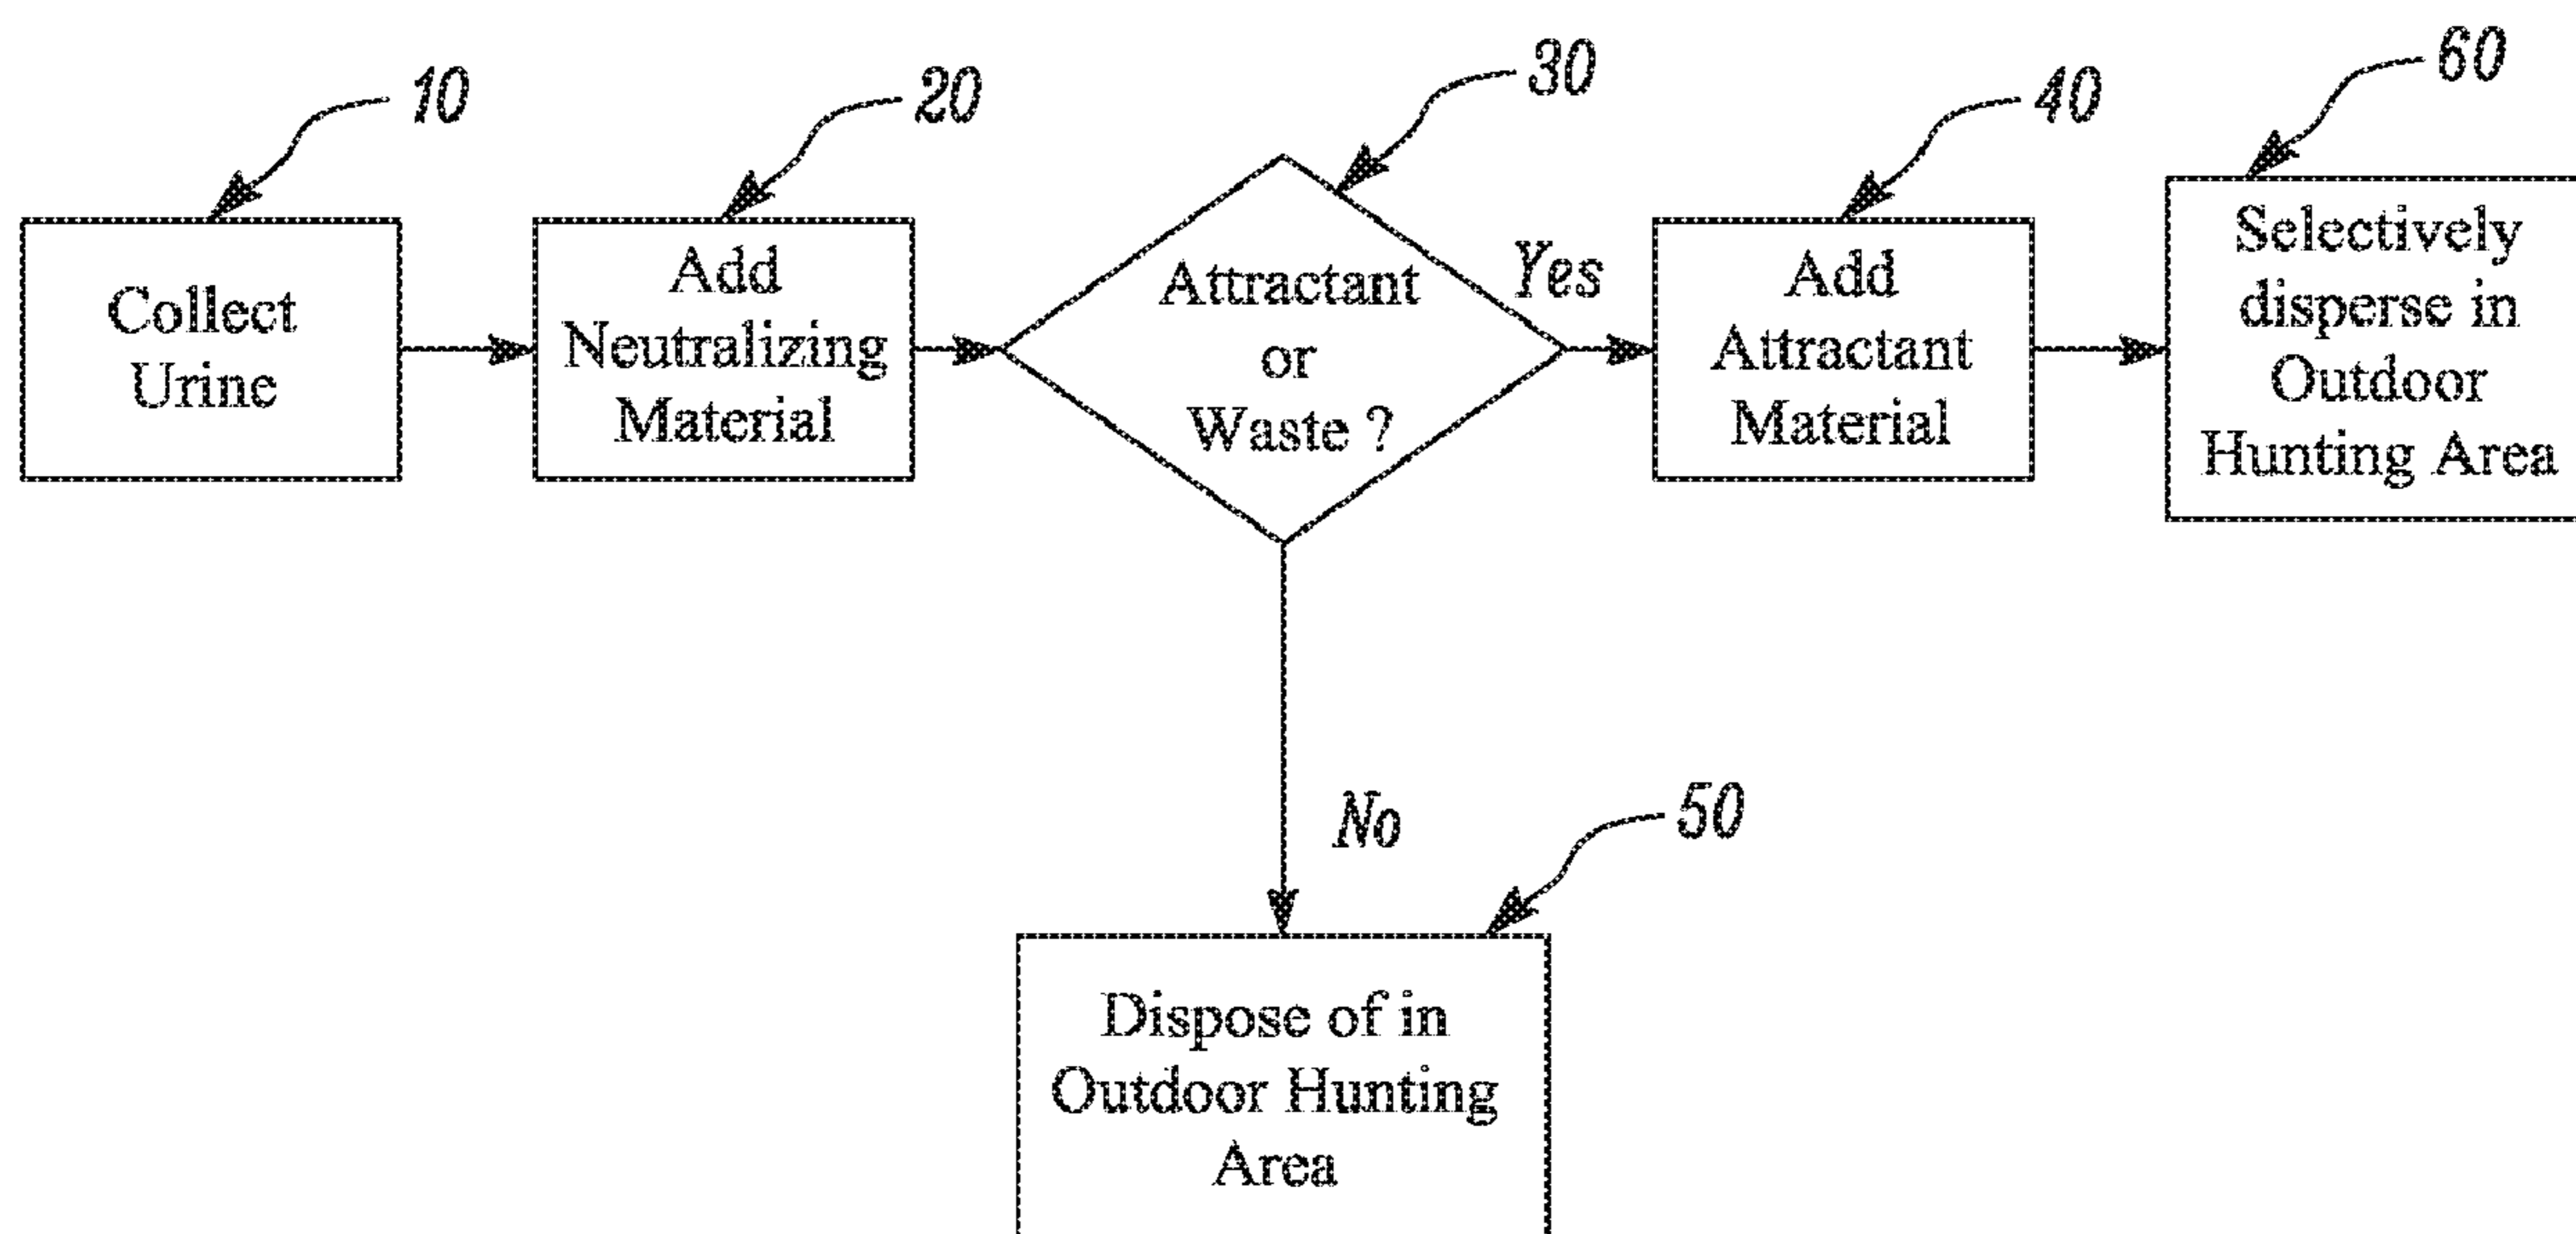 10
20
30
40
60
Collect
Urine
Add
Neutralizing
Material
Attractant
or
Waste ?
Yes
Add
Attractant
Material
Selectively
disperse in
Outdoor
Hunting Area
No
50
Dispose of in
Outdoor Hunting
Area